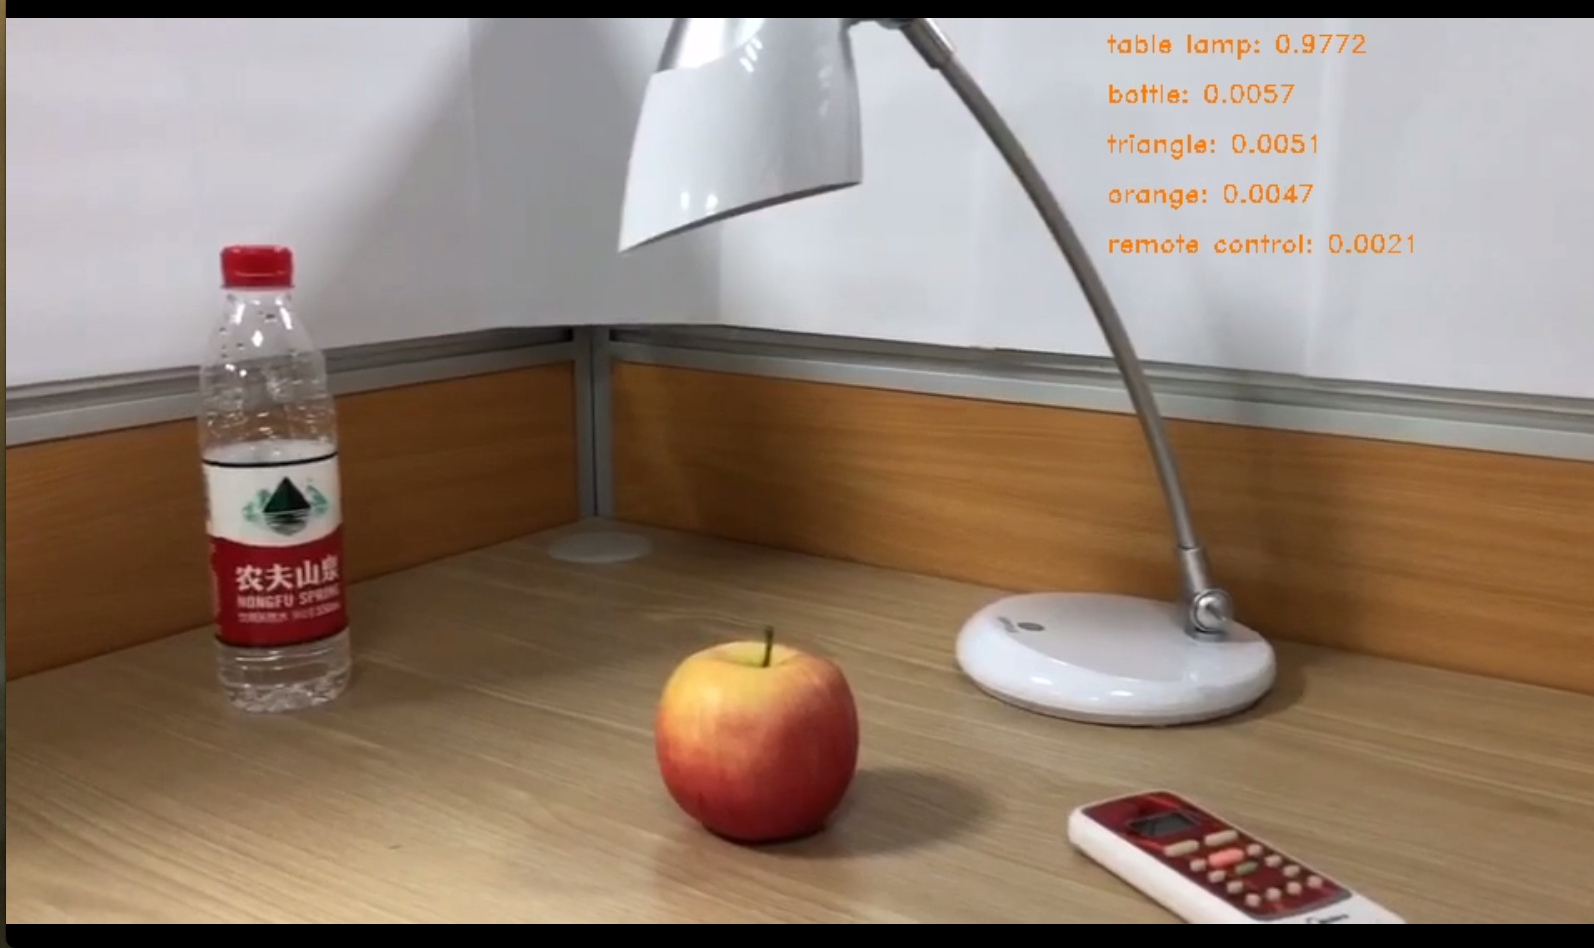 table lamp: 0.9772
bottle: 0.0057
triangle: 0.0051
orange: 0.0047
remote control: 0.0021
农夫山泉
NONGFU SPRING
Midea